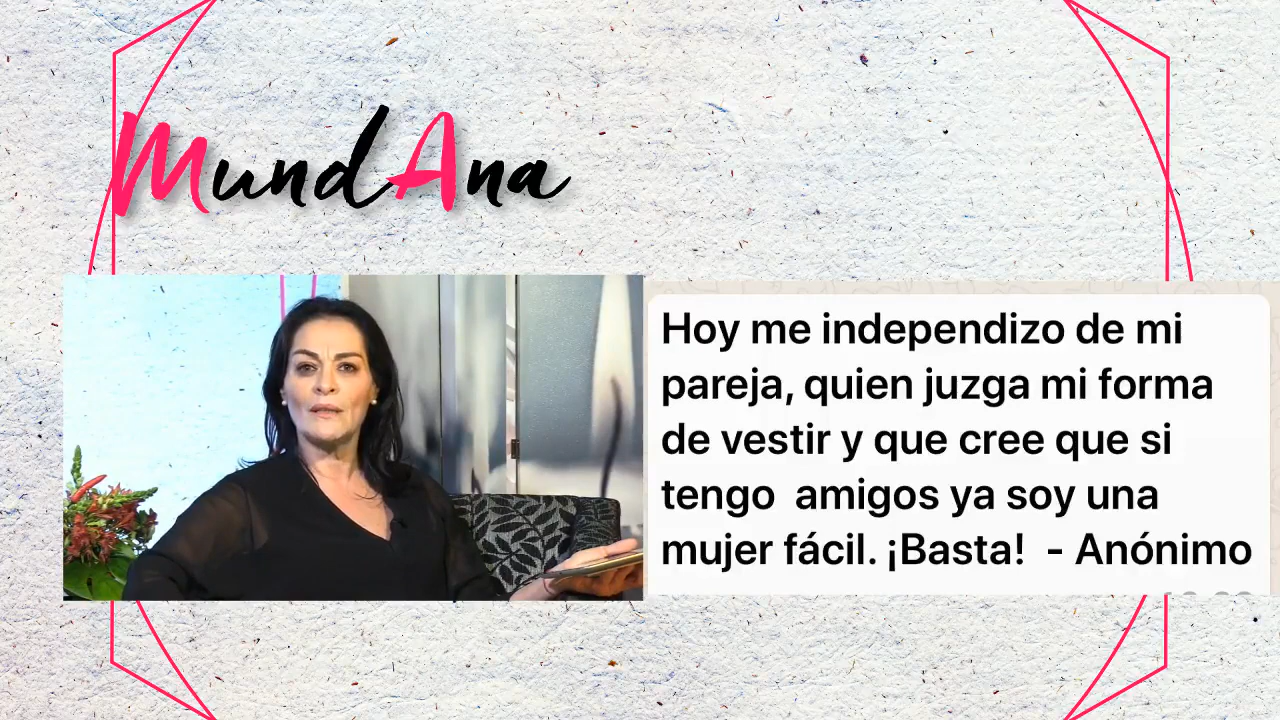 MundAna
Hoy me independizo de mi
pareja, quien juzga mi forma
de vestir y que cree que si
tengo  amigos ya soy una
mujer fácil. ¡Basta!  - Anónimo